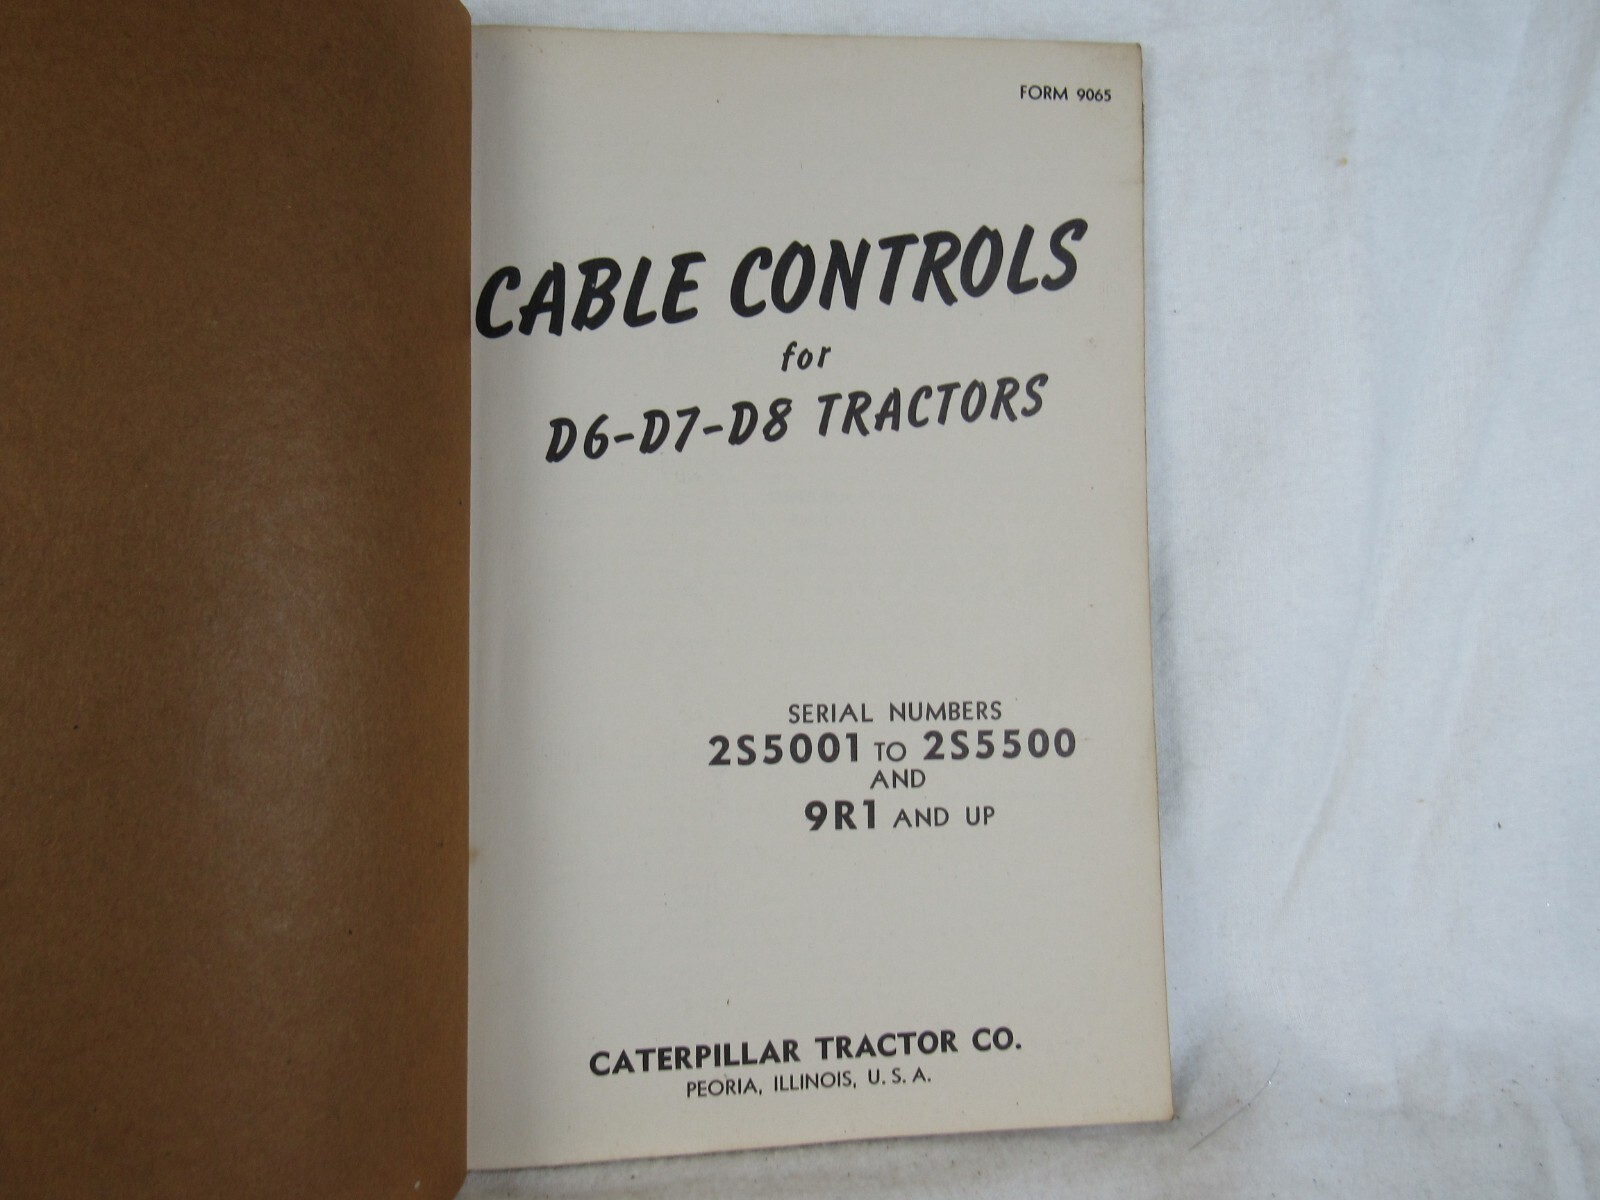 FORM 9065
CABLE CONTROLS
for
D6-D7-D8 TRACTORS
SERIAL NUMBERS
2S5001 TO 2S5500
AND
9R1 AND UP
CATERPILLAR TRACTOR CO.
PEORIA, ILLINOIS, U. S. A.